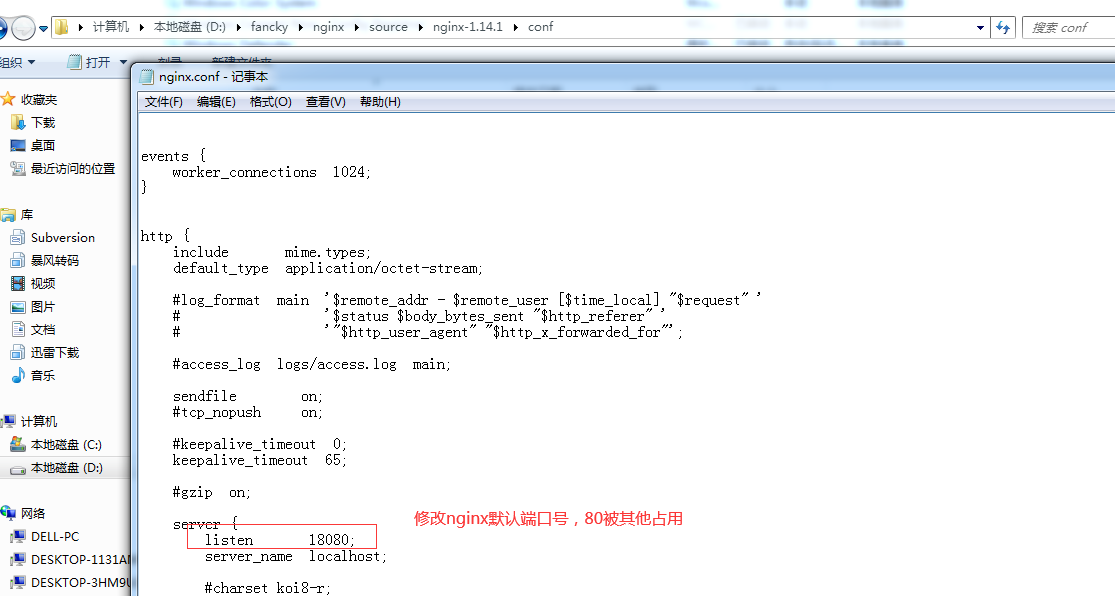 计算机 本地磁盘 (D:) fancky nginx source nginx-1.14.1 conf 搜索 conf
组织 打开 新建文件夹
nginx.conf - 记事本
文件(F) 编辑(E) 格式(O) 查看(V) 帮助(H)
收藏夹
下载
桌面
最近访问的位置
库
Subversion
暴风转码
视频
图片
文档
迅雷下载
音乐
计算机
本地磁盘 (C:)
本地磁盘 (D:)
网络
DELL-PC
DESKTOP-1131AM
DESKTOP-3HM9U
events {
worker_connections 1024;
}
http {
include mime.types;
default_type application/octet-stream;
#log_format main '$remote_addr - $remote_user [$time_local] "$request" '
# '$status $body_bytes_sent "$http_referer" '
# '"$http_user_agent" "$http_x_forwarded_for"';
#access_log logs/access.log main;
sendfile on;
#tcp_nopush on;
#keepalive_timeout 0;
keepalive_timeout 65;
#gzip on;
server {
修改nginx默认端口号，80被其他占用
listen 18080;
server_name localhost;
#charset koi8-r;